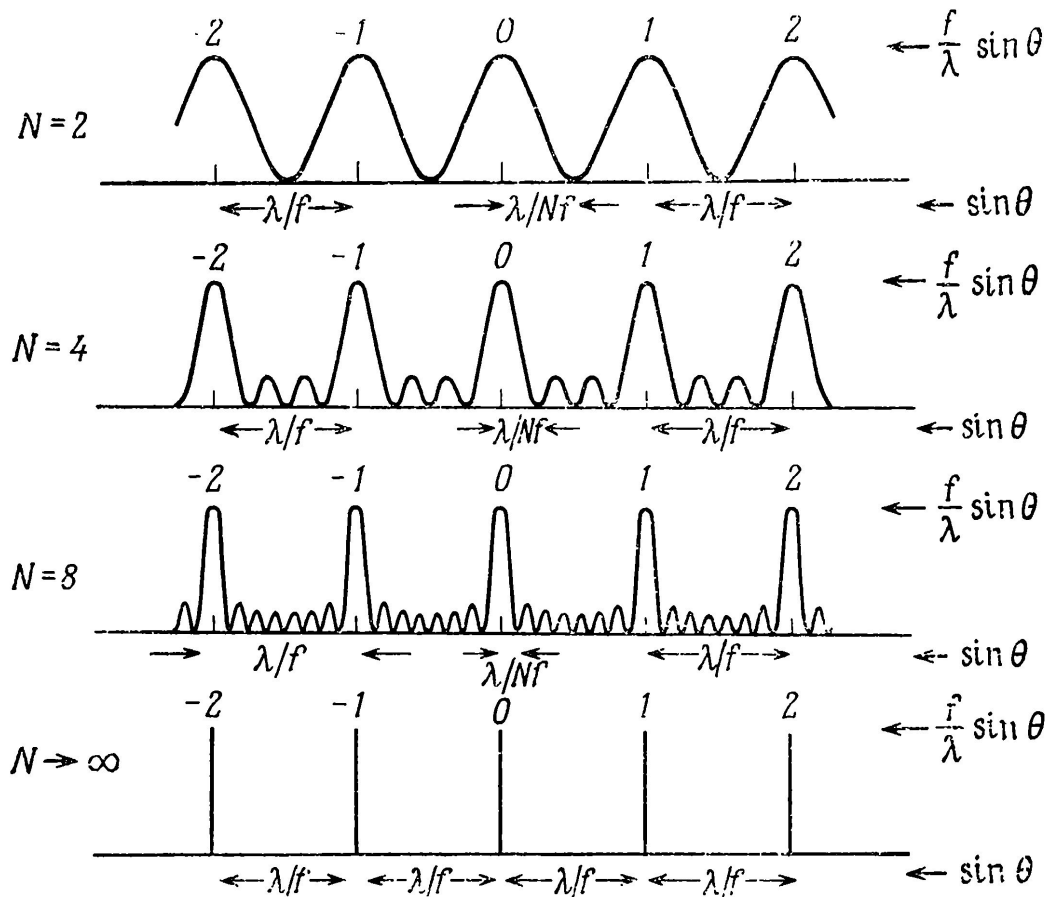 -2 -1 0 1 2 ← f/λ sin θ
N = 2
←λ/f→ →λ/Nf← ←λ/f→ ← sin θ
-2 -1 0 1 2 ← f/λ sin θ
N = 4
←λ/f→ →λ/Nf← ←λ/f→ ← sin θ
-2 -1 0 1 2 ← f/λ sin θ
N = 8
→ λ/f ← →λ/Nf← ←λ/f→ ← sin θ
-2 -1 0 1 2 ← f/λ sin θ
N → ∞
←λ/f→ ←λ/f→ ←λ/f→ ←λ/f→ ← sin θ